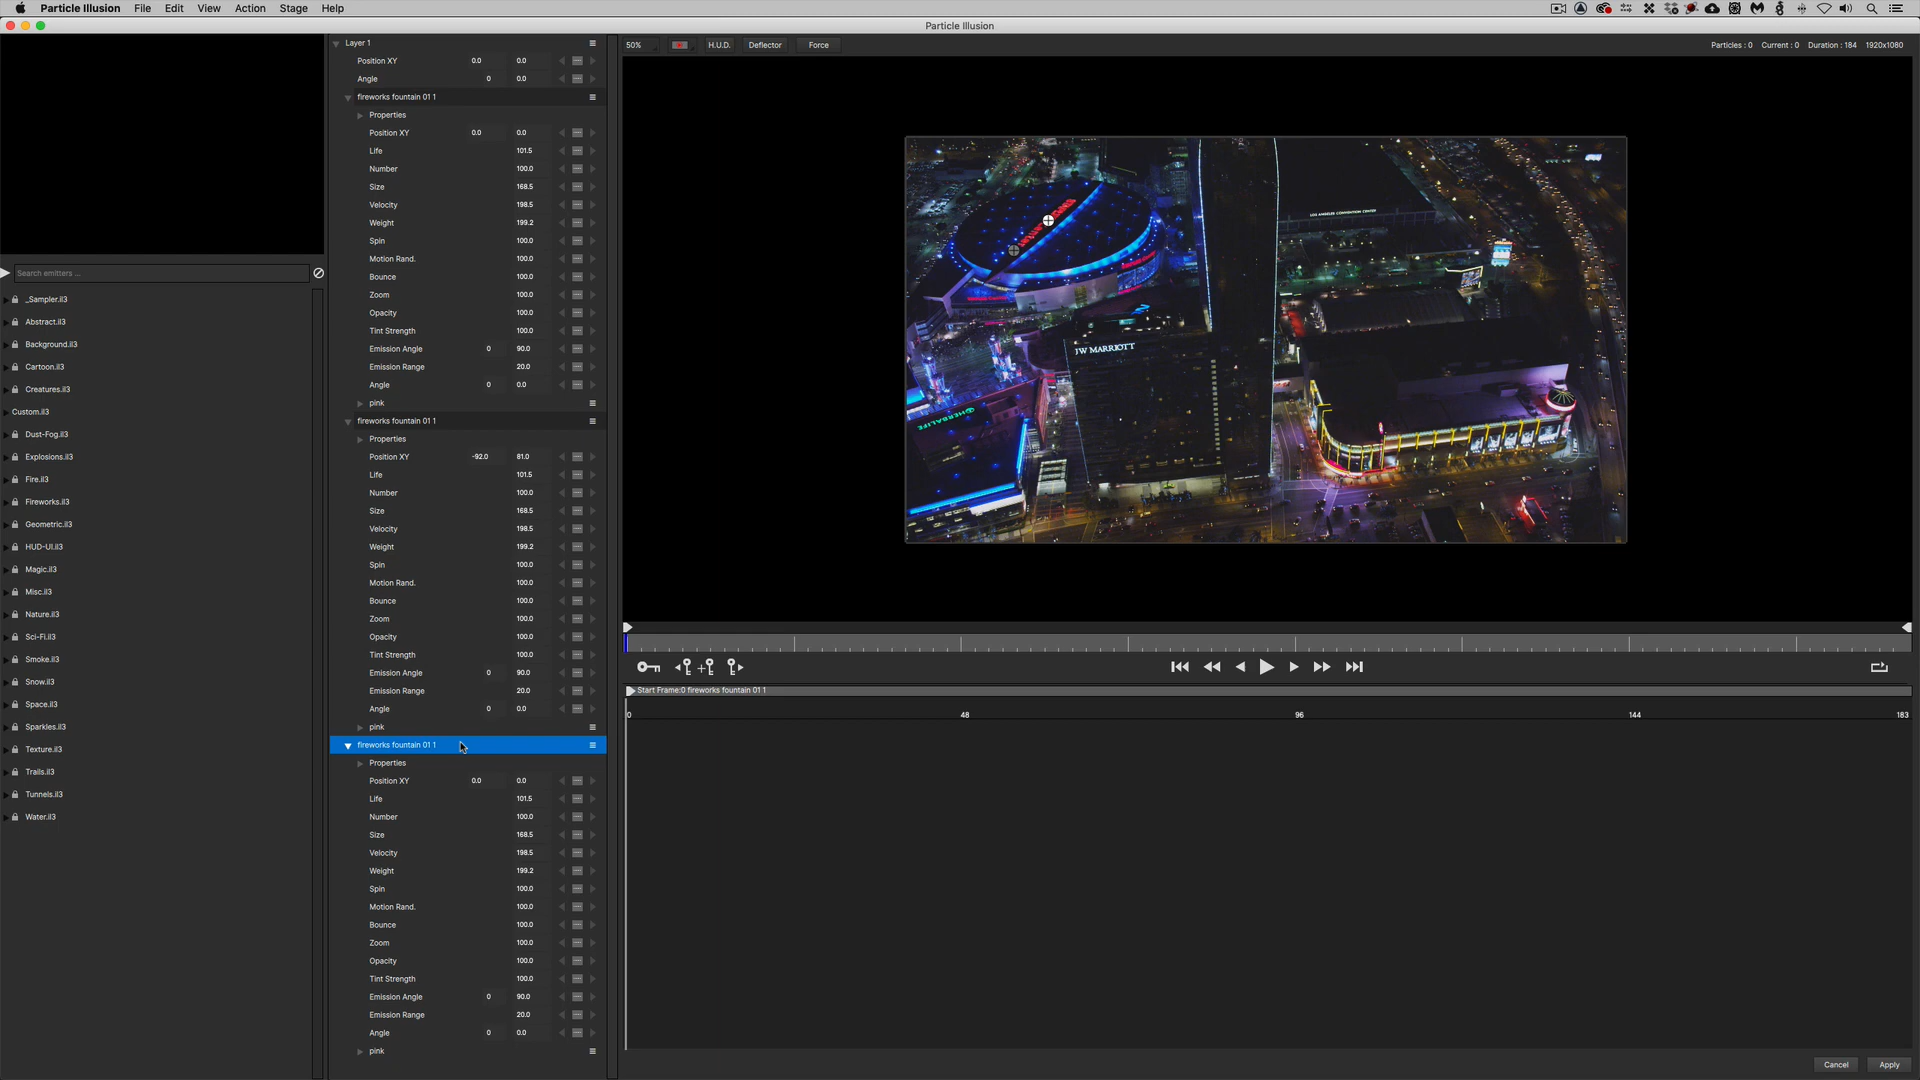 Particle Illusion File Edit View Action Stage Help
Particle Illusion
Search emitters ...
_Sampler.il3
Abstract.il3
Background.il3
Cartoon.il3
Creatures.il3
Custom.il3
Dust-Fog.il3
Explosions.il3
Fire.il3
Fireworks.il3
Geometric.il3
HUD-UI.il3
Magic.il3
Misc.il3
Nature.il3
Sci-Fi.il3
Smoke.il3
Snow.il3
Space.il3
Sparkles.il3
Texture.il3
Trails.il3
Tunnels.il3
Water.il3
Layer 1
Position XY 0.0 0.0
Angle 0 0.0
fireworks fountain 01 1
Properties
Position XY 0.0 0.0
Life 101.5
Number 100.0
Size 168.5
Velocity 198.5
Weight 199.2
Spin 100.0
Motion Rand. 100.0
Bounce 100.0
Zoom 100.0
Opacity 100.0
Tint Strength 100.0
Emission Angle 0 90.0
Emission Range 20.0
Angle 0 0.0
pink
fireworks fountain 01 1
Properties
Position XY -92.0 81.0
Life 101.5
Number 100.0
Size 168.5
Velocity 198.5
Weight 199.2
Spin 100.0
Motion Rand. 100.0
Bounce 100.0
Zoom 100.0
Opacity 100.0
Tint Strength 100.0
Emission Angle 0 90.0
Emission Range 20.0
Angle 0 0.0
pink
fireworks fountain 01 1
Properties
Position XY 0.0 0.0
Life 101.5
Number 100.0
Size 168.5
Velocity 198.5
Weight 199.2
Spin 100.0
Motion Rand. 100.0
Bounce 100.0
Zoom 100.0
Opacity 100.0
Tint Strength 100.0
Emission Angle 0 90.0
Emission Range 20.0
Angle 0 0.0
pink
50% H.U.D. Deflector Force Particles : 0 Current : 0 Duration : 184 1920x1080
LOS ANGELES CONVENTION CENTER
JW MARRIOTT
HERBALIFE
Start Frame:0 fireworks fountain 01 1
0 48 96 144 183
Cancel Apply